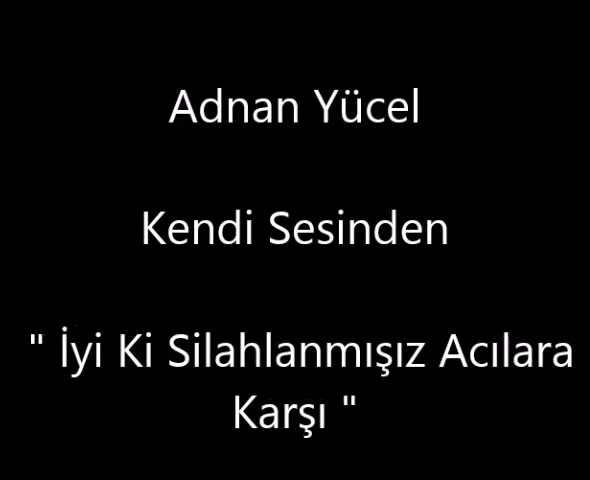 Adnan Yücel
Kendi Sesinden
" İyi Ki Silahlanmışız Acılara
Karşı "